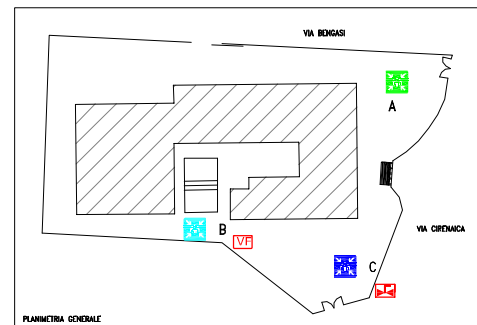 VIA BENGASI
A
B
VF
VIA CIRENAICA
C
PLANIMETRIA GENERALE